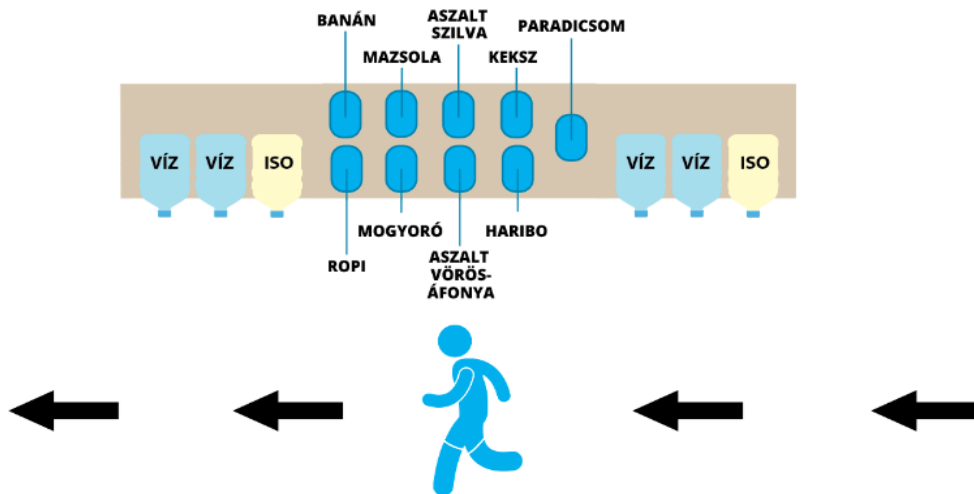 BANÁN
ASZALT
SZILVA
PARADICSOM
MAZSOLA
KEKSZ
VÍZ
VÍZ
ISO
VÍZ
VÍZ
ISO
MOGYORÓ
HARIBO
ROPI
ASZALT
VÖRÖS-
ÁFONYA